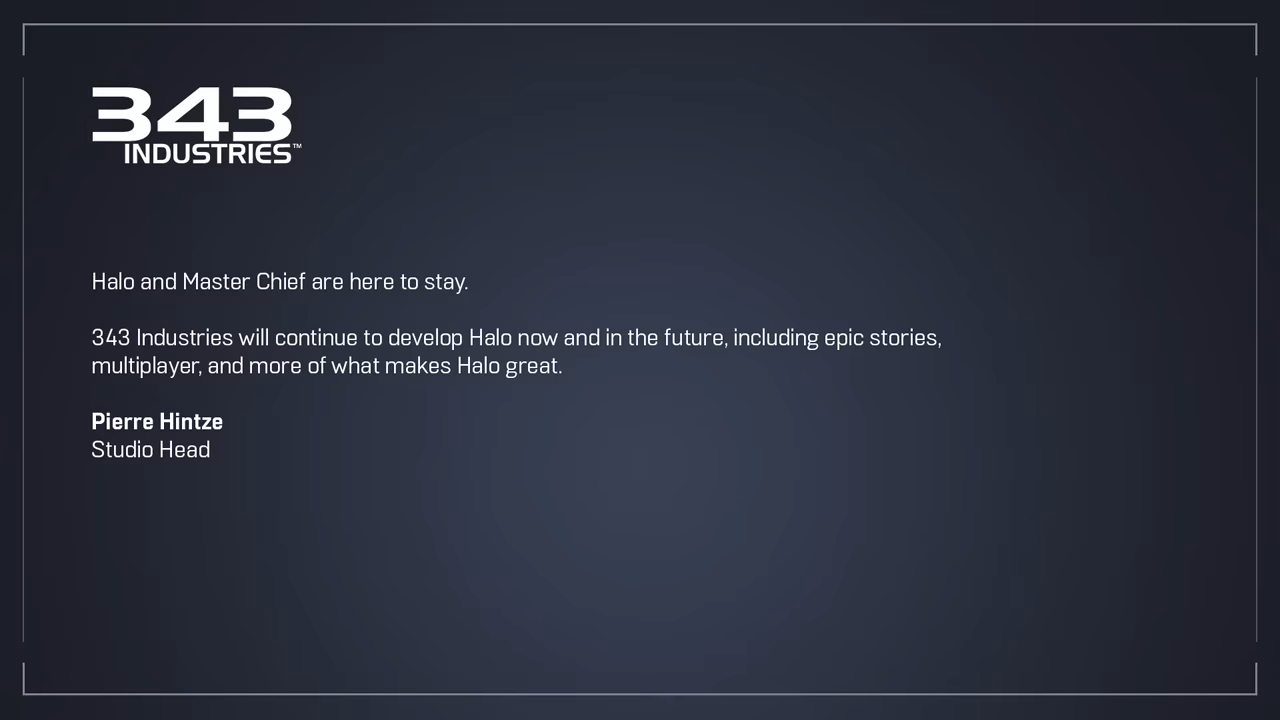 343
INDUSTRIES™
Halo and Master Chief are here to stay.
343 Industries will continue to develop Halo now and in the future, including epic stories,
multiplayer, and more of what makes Halo great.
Pierre Hintze
Studio Head